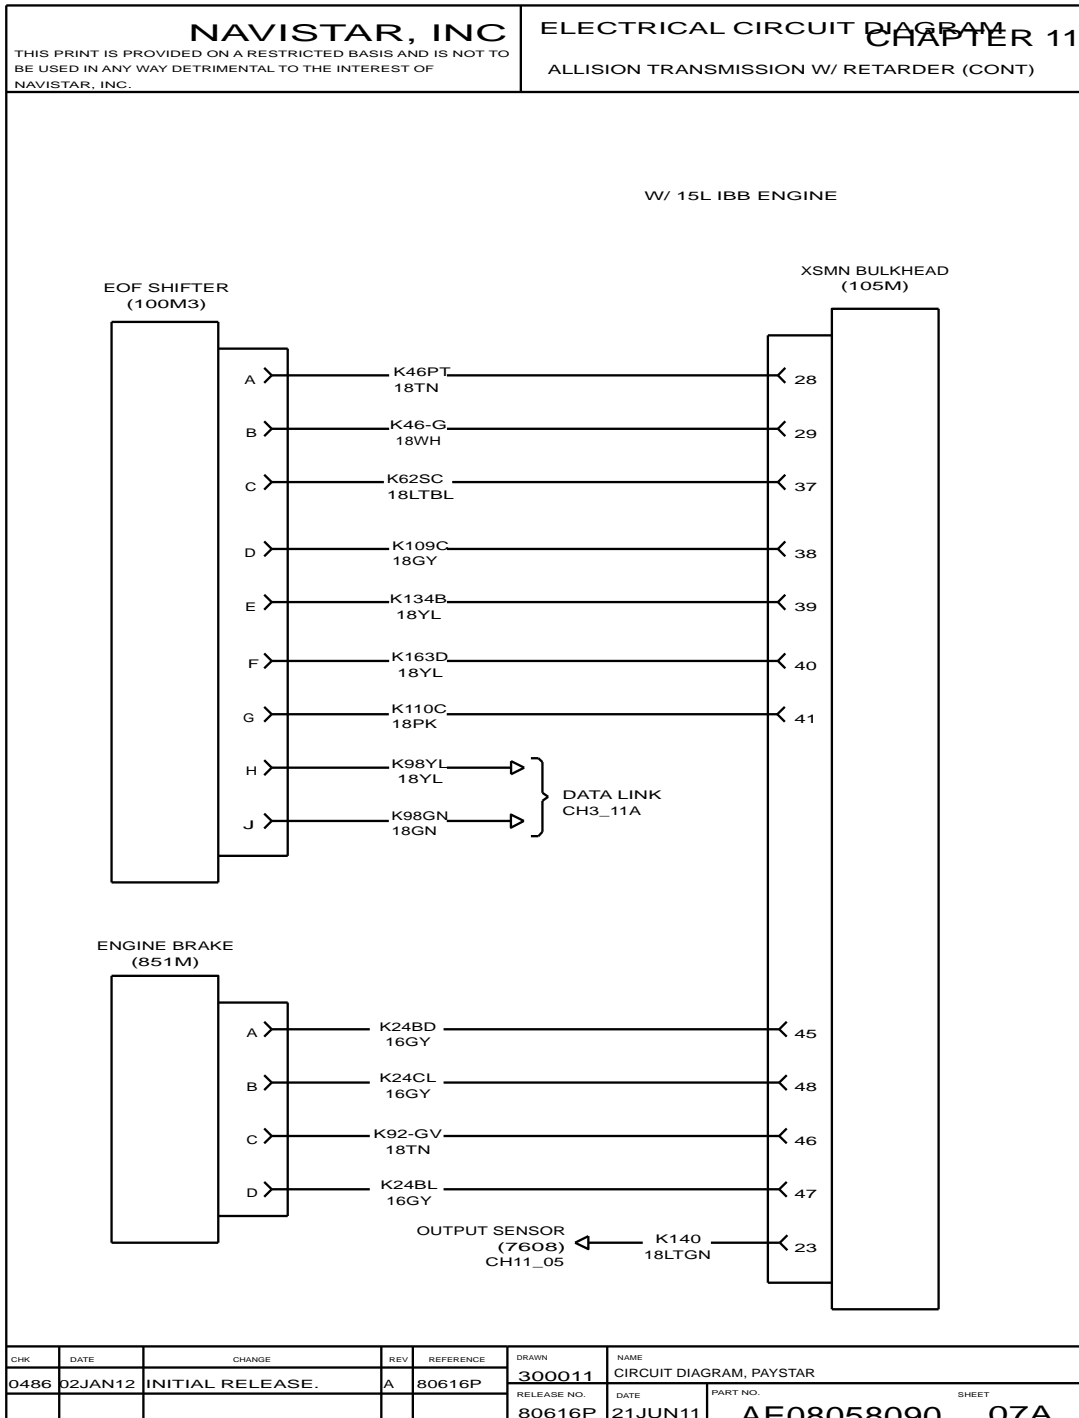 NAVISTAR, INC
THIS PRINT IS PROVIDED ON A RESTRICTED BASIS AND IS NOT TO
BE USED IN ANY WAY DETRIMENTAL TO THE INTEREST OF
NAVISTAR, INC.
ELECTRICAL CIRCUIT DIAGRAM
CHAPTER 11
ALLISION TRANSMISSION W/ RETARDER (CONT)
W/ 15L IBB ENGINE
EOF SHIFTER
(100M3)
XSMN BULKHEAD
(105M)
A K46PT 28
18TN
B K46-G 29
18WH
C K62SC 37
18LTBL
D K109C 38
18GY
E K134B 39
18YL
F K163D 40
18YL
G K110C 41
18PK
H K98YL
18YL
DATA LINK
CH3_11A
J K98GN
18GN
ENGINE BRAKE
(851M)
A K24BD 45
16GY
B K24CL 48
16GY
C K92-GV 46
18TN
D K24BL 47
16GY
OUTPUT SENSOR
(7608)
CH11_05
K140 23
18LTGN
CHK DATE CHANGE REV REFERENCE
0486 02JAN12 INITIAL RELEASE. A 80616P
DRAWN
300011
NAME
CIRCUIT DIAGRAM, PAYSTAR
RELEASE NO.
80616P
DATE
21JUN11
PART NO.
AE08058090
SHEET
07A